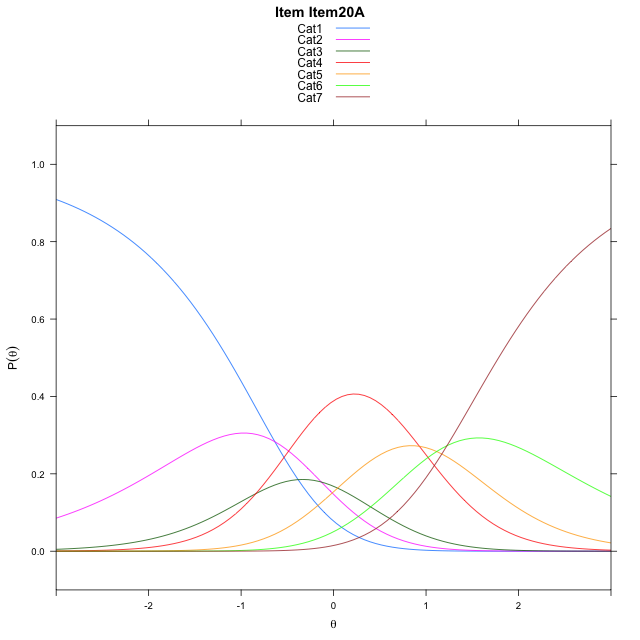 Item Item20A
Cat1
Cat2
Cat3
Cat4
Cat5
Cat6
Cat7
1.0
0.8
0.6
0.4
0.2
0.0
P(θ)
-2 -1 0 1 2
θ